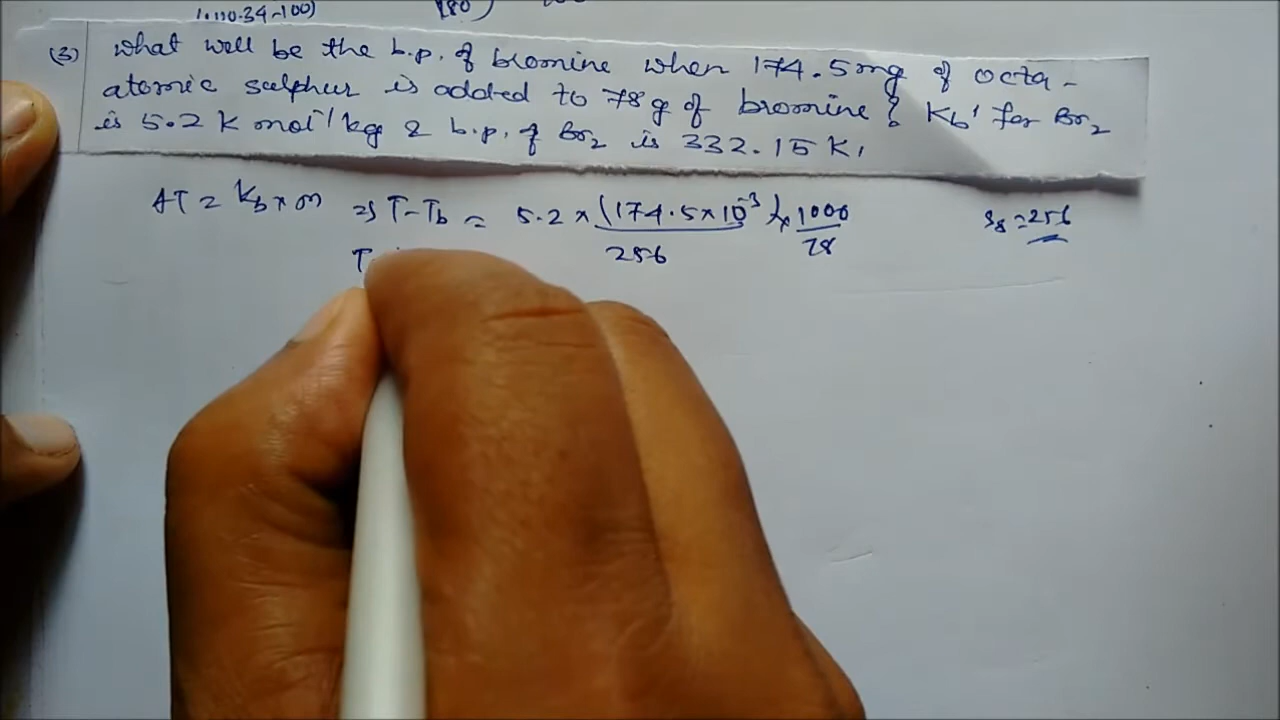 (80)
(3) what will be the b.p. of bromine when 174.5mg of octa-
atomic sulphur is added to 78g of bromine? Kb' for Br2
is 5.2 K mol⁻¹ kg & b.p. of Br2 is 332.15 K,
ΔT = Kb × m ⇒ T-Tb = 5.2 × (174.5×10⁻³) × 1000 S8 = 256
256 78
T